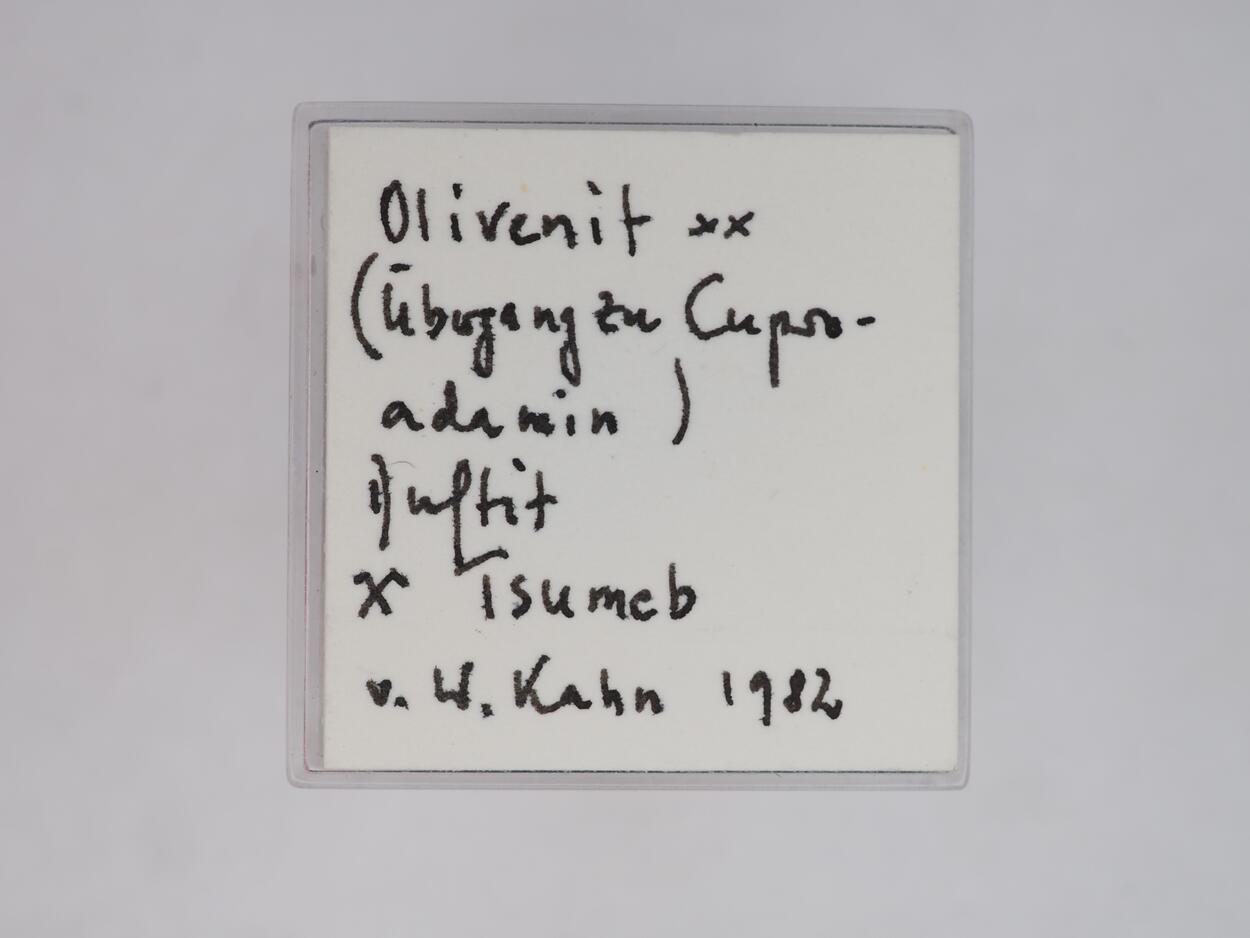 Olivenit xx
(Übergang zu Cupro-
adamin)
Duftit
x Tsumeb
v. W. Kahn 1982